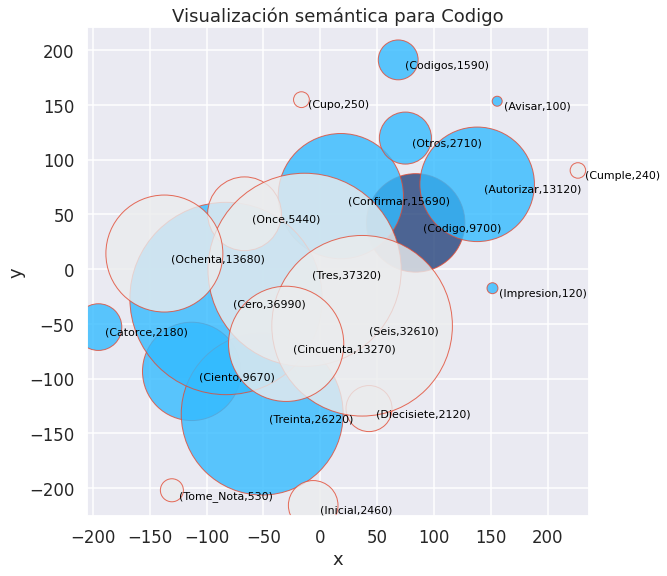 Visualización semántica para Codigo
200
150
100
50
0
−50
−100
−150
−200
y
(Codigos,1590)
(Cupo,250)
(Avisar,100)
(Otros,2710)
(Cumple,240)
(Autorizar,13120)
(Confirmar,15690)
(Once,5440)
(Codigo,9700)
(Ochenta,13680)
(Tres,37320)
(Impresion,120)
(Cero,36990)
(Catorce,2180)
(Seis,32610)
(Cincuenta,13270)
(Ciento,9670)
(Treinta,26220)
(Diecisiete,2120)
(Tome_Nota,530)
(Inicial,2460)
−200 −150 −100 −50 0 50 100 150 200
x